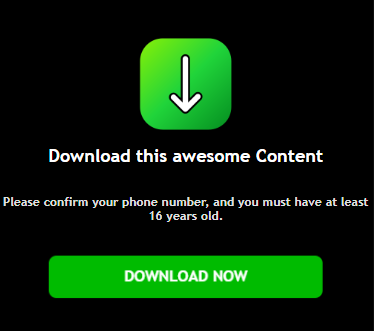 Download this awesome Content
Please confirm your phone number, and you must have at least
16 years old.
DOWNLOAD NOW